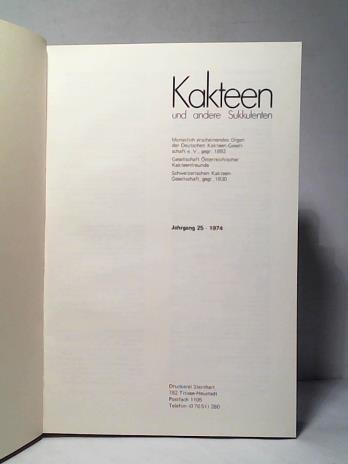 Kakteen
und andere Sukkulenten
Monatlich erscheinendes Organ
der Deutschen Kakteen-Gesell-
schaft e. V., gegr. 1892
Gesellschaft Österreichischer
Kakteenfreunde
Schweizerischen Kakteen-
Gesellschaft, gegr. 1930
Jahrgang 25 · 1974
Druckerei Steinhart
782 Titisee-Neustadt
Postfach 1105
Telefon (0 76 51) 280